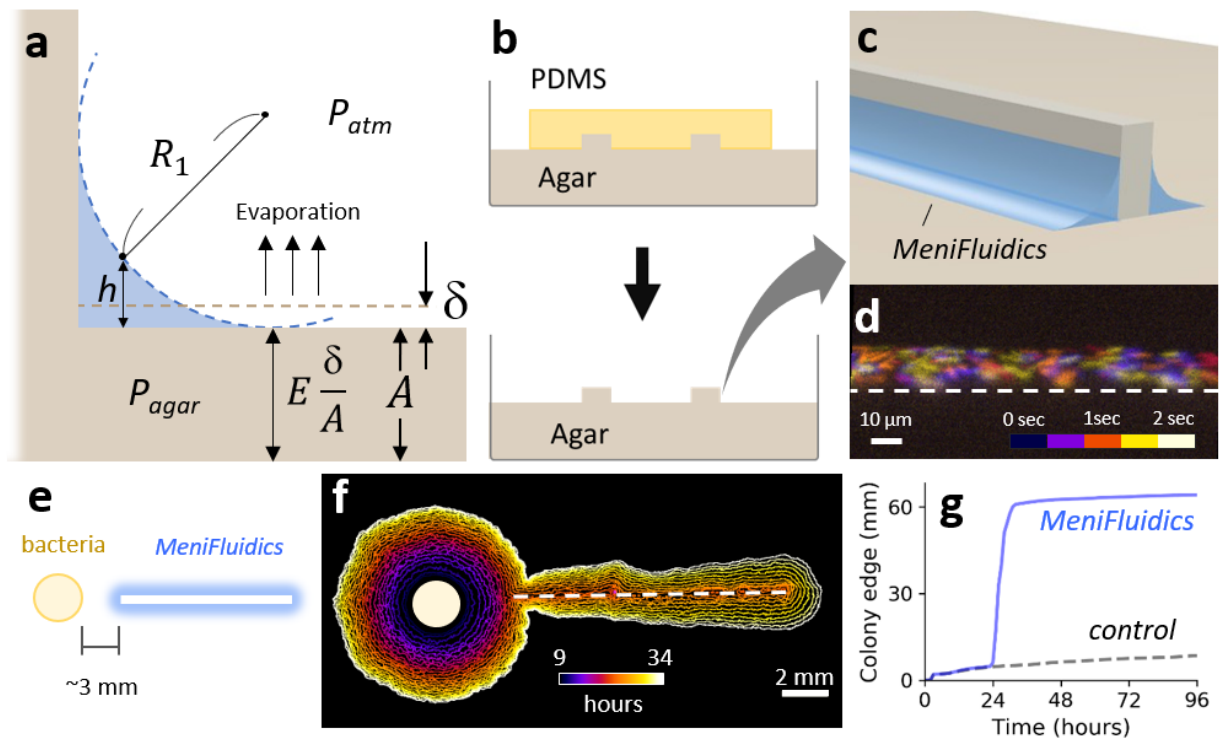 a
R1
Patm
Evaporation
h
δ
Pagar
E δ/A
A
b
PDMS
Agar
Agar
c
MeniFluidics
d
10 μm
0 sec 1sec 2 sec
e
bacteria
MeniFluidics
~3 mm
f
9 34
hours
2 mm
g
Colony edge (mm)
60
30
0
MeniFluidics
control
0 24 48 72 96
Time (hours)